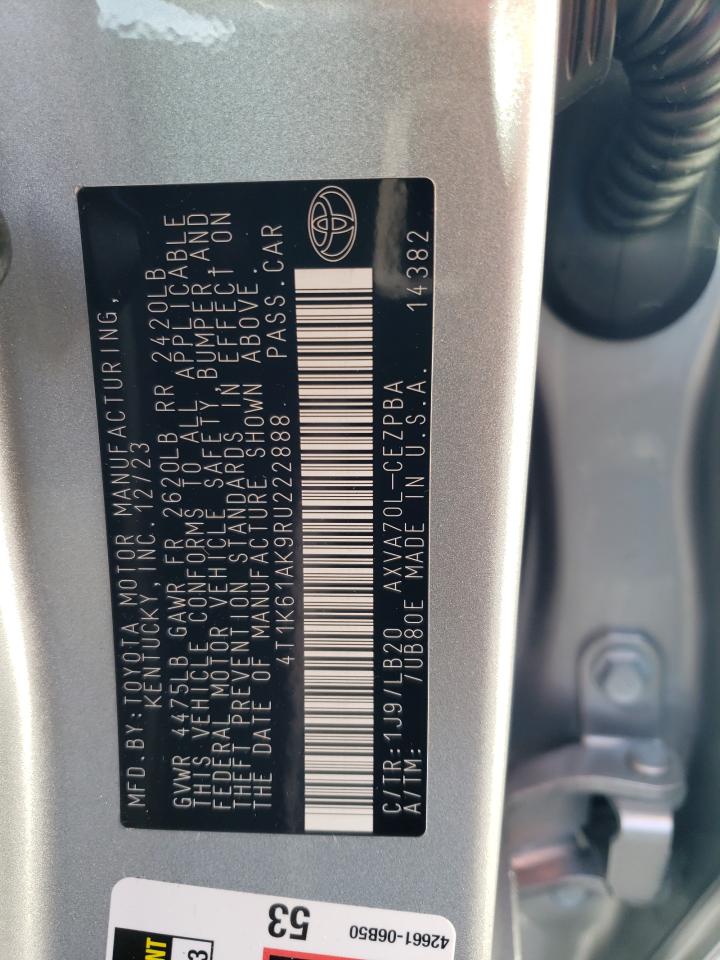 MFD.BY:TOYOTA MOTOR MANUFACTURING,
KENTUCKY, INC. 12/23
GVWR 4475LB GAWR FR 2620LB RR 2420LB
THIS VEHICLE CONFORMS TO ALL APPLICABLE
FEDERAL MOTOR VEHICLE SAFETY, BUMPER, AND
THEFT PREVENTION STANDARDS IN EFFECT ON
THE DATE OF MANUFACTURE SHOWN ABOVE.
4T1K61AK9RU222888 PASS.CAR
C/TR:1J9/LB20 AXVA70L-CEZPBA
A/TM: /UB80E MADE IN U.S.A. 14382
53
42661-06B50